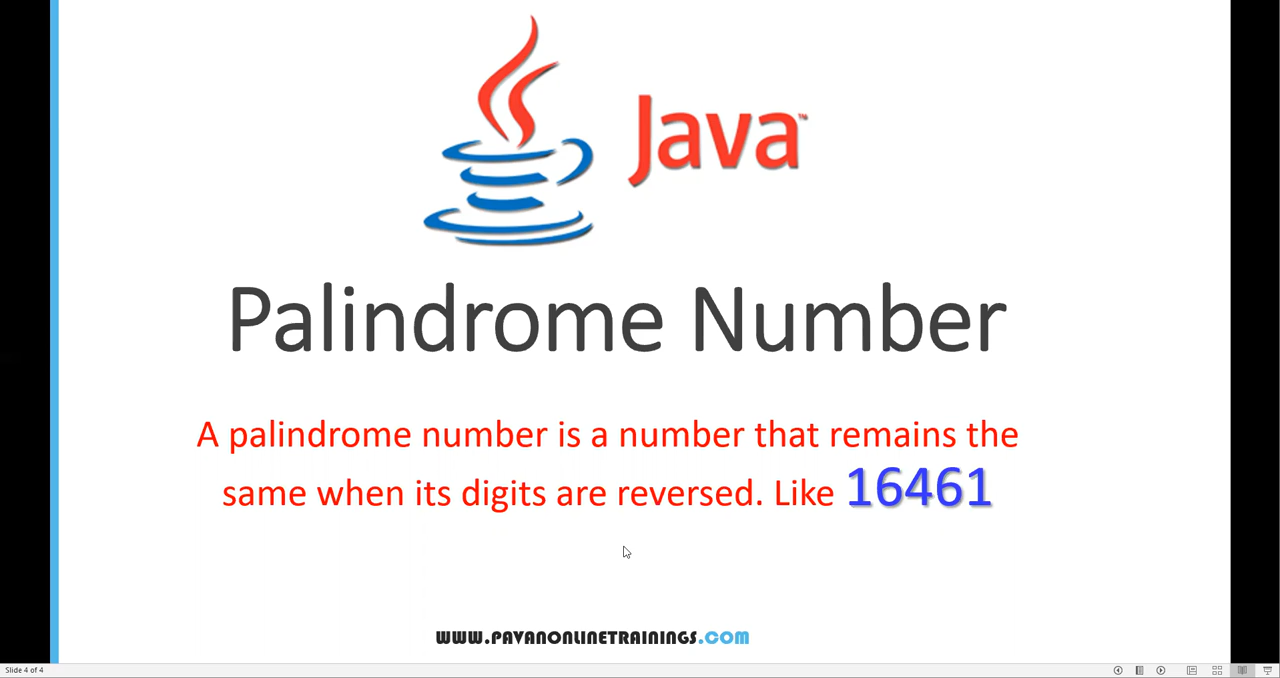 Java™
Palindrome Number
A palindrome number is a number that remains the
same when its digits are reversed. Like 16461
WWW.PAVANONLINETRAININGS.COM
Slide 4 of 4